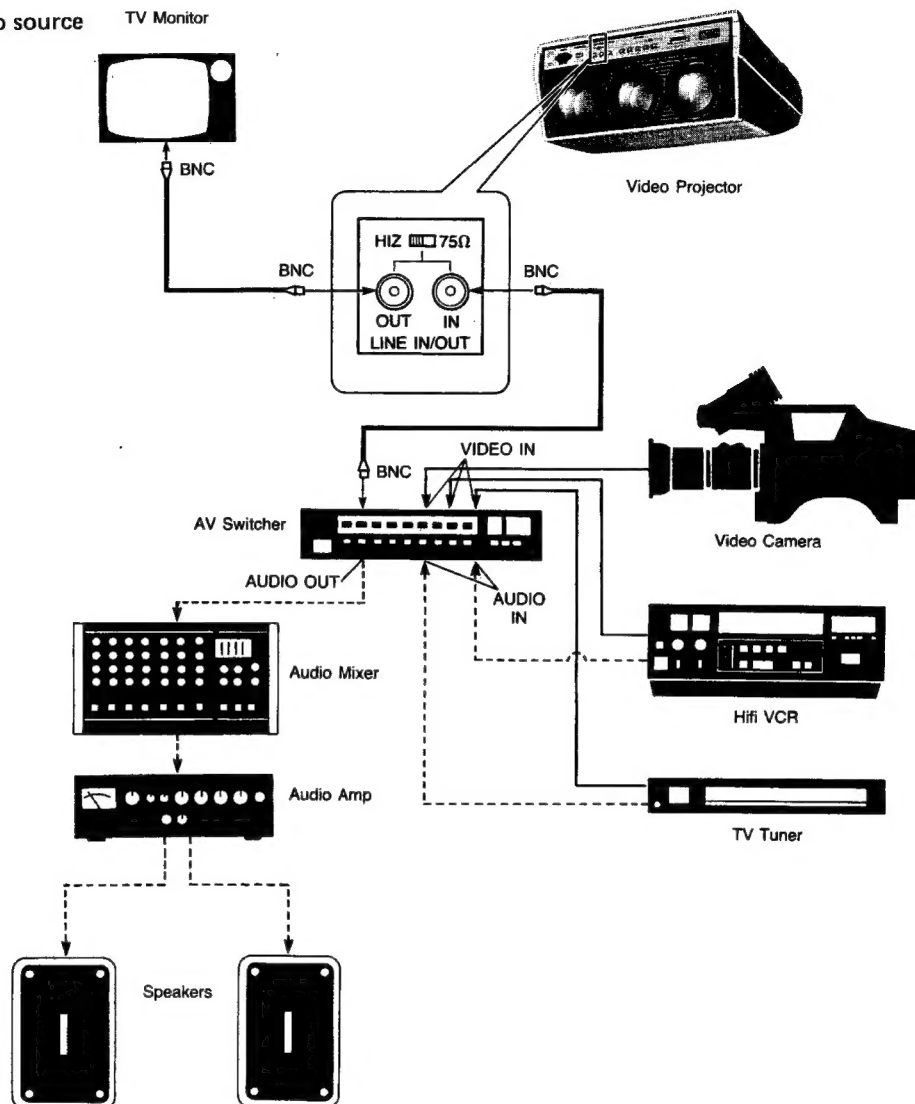 o source
TV Monitor
BNC
Video Projector
HIZ 75Ω
BNC
BNC
OUT IN
LINE IN/OUT
VIDEO IN
BNC
AV Switcher
Video Camera
AUDIO OUT
AUDIO
IN
Audio Mixer
Hifi VCR
Audio Amp
TV Tuner
Speakers